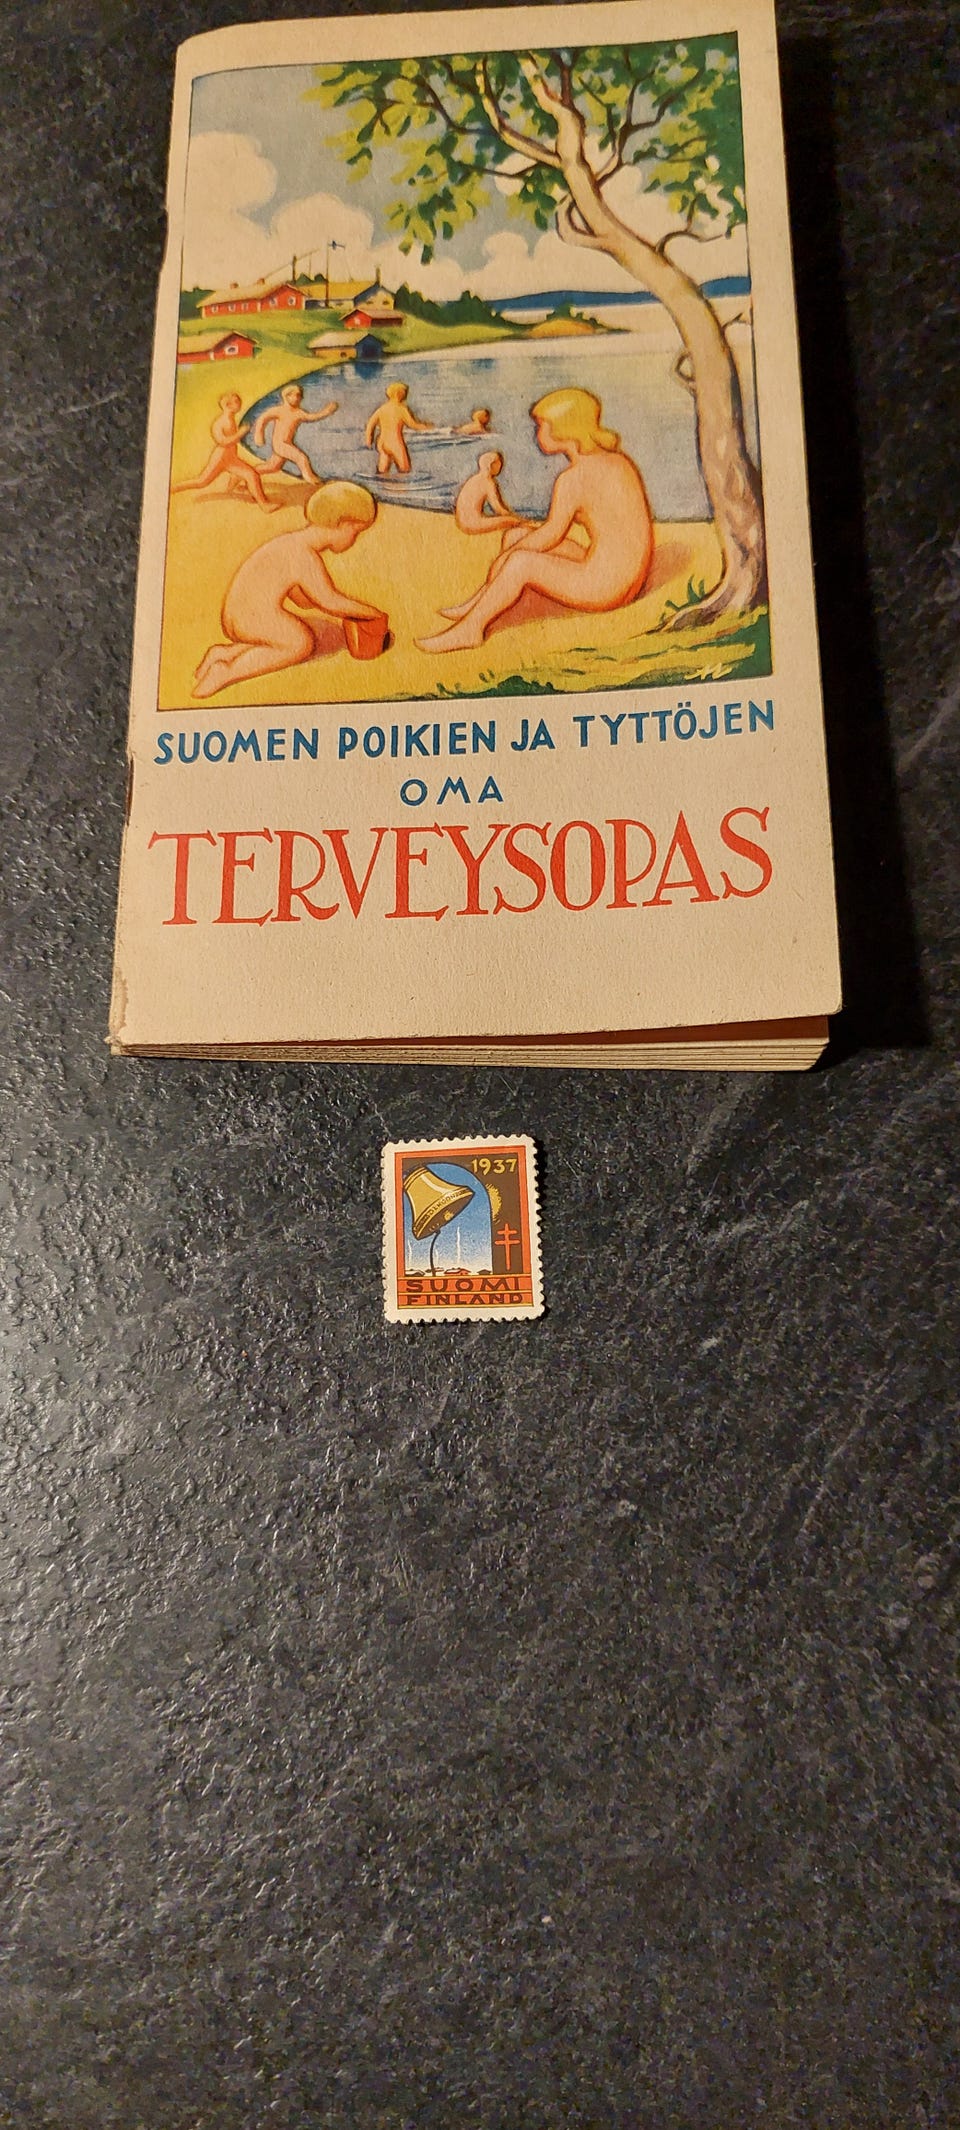 SUOMEN POIKIEN JA TYTTÖJEN
OMA
TERVEYSOPAS
1937
SUOMI
FINLAND